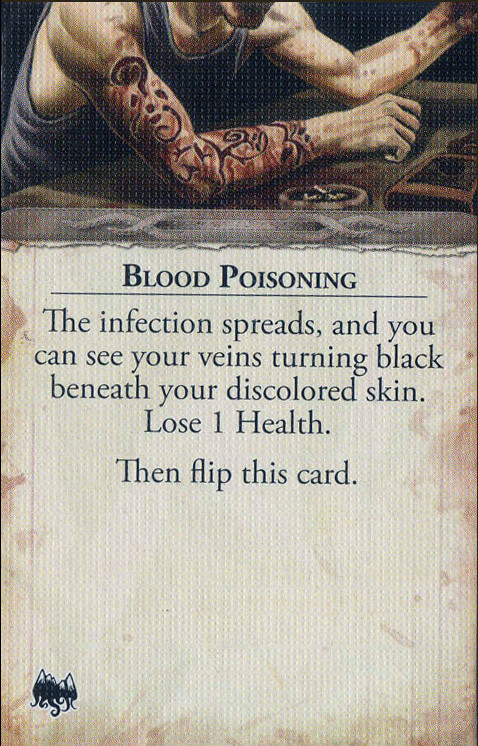 Blood Poisoning
The infection spreads, and you
can see your veins turning black
beneath your discolored skin.
Lose 1 Health.
Then flip this card.